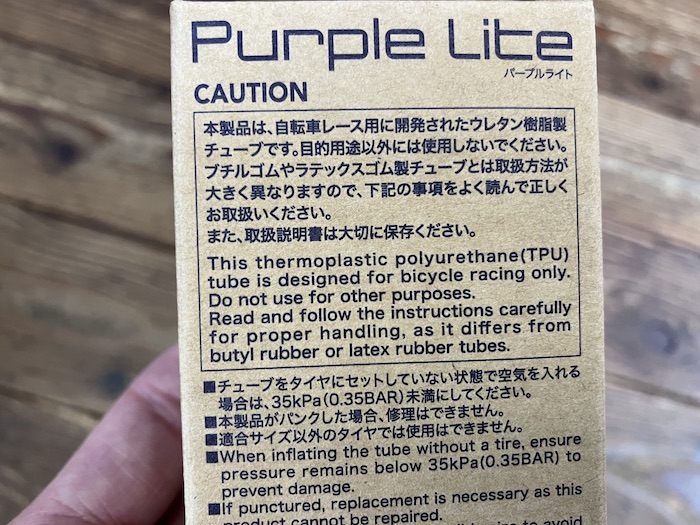 Purple Lite
パープルライト
CAUTION
本製品は、自転車レース用に開発されたウレタン樹脂製
チューブです。目的用途以外には使用しないでください。
ブチルゴムやラテックスゴム製チューブとは取扱方法が
大きく異なりますので、下記の事項をよく読んで正しく
お取扱いください。
また、取扱説明書は大切に保存ください。
This thermoplastic polyurethane(TPU)
tube is designed for bicycle racing only.
Do not use for other purposes.
Read and follow the instructions carefully
for proper handling, as it differs from
butyl rubber or latex rubber tubes.
■チューブをタイヤにセットしていない状態で空気を入れる
場合は、35kPa(0.35BAR)未満にしてください。
■本製品がパンクした場合、修理はできません。
■適合サイズ以外のタイヤでは使用はできません。
■When inflating the tube without a tire, ensure
pressure remains below 35kPa(0.35BAR) to
prevent damage.
■If punctured, replacement is necessary as this
product cannot be repaired.
to avoid